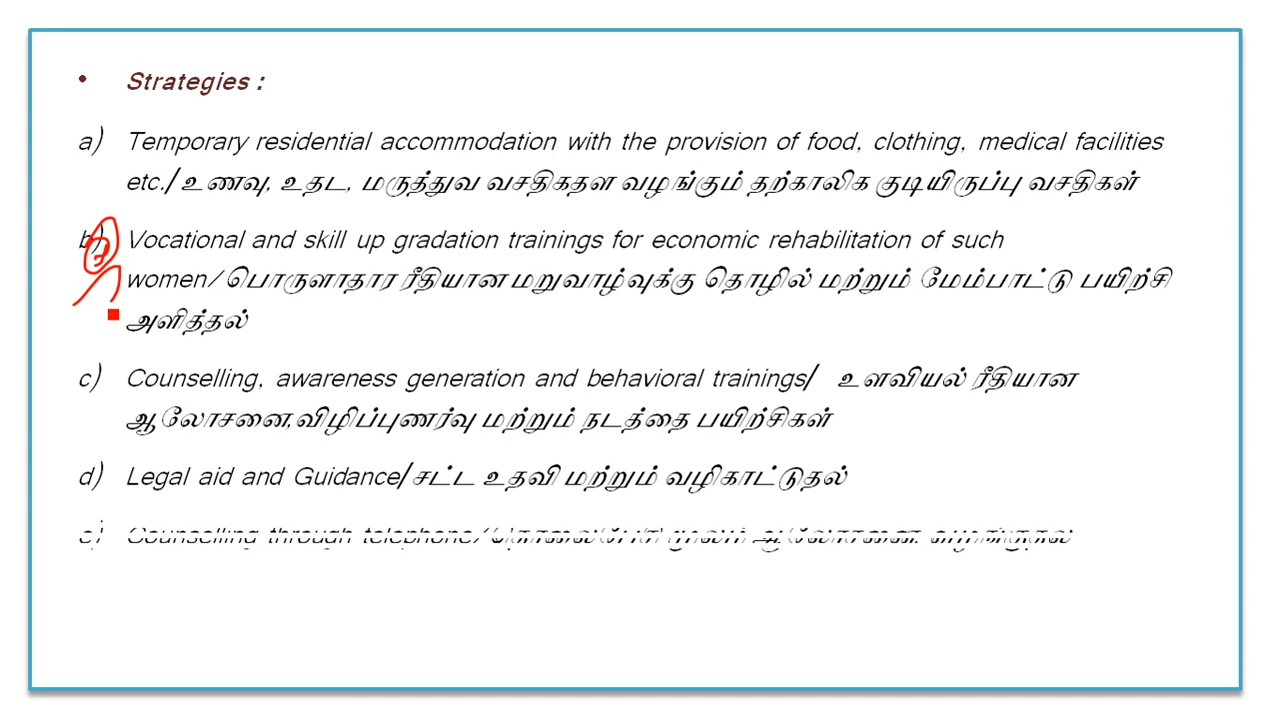 • Strategies :
a) Temporary residential accommodation with the provision of food, clothing, medical facilities
etc./உணவு, உதட, மருத்துவ வசதிகதள வழங்கும் தற்காலிக குடியிருப்பு வசதிகள்
b) Vocational and skill up gradation trainings for economic rehabilitation of such
women/பொருளாதார ரீதியான மறுவாழ்வுக்கு தொழில் மற்றும் மேம்பாட்டு பயிற்சி
அளித்தல்
c) Counselling, awareness generation and behavioral trainings/ உளவியல் ரீதியான
ஆலோசனை,விழிப்புணர்வு மற்றும் நடத்தை பயிற்சிகள்
d) Legal aid and Guidance/சட்ட உதவி மற்றும் வழிகாட்டுதல்
e) Counselling through telephone/